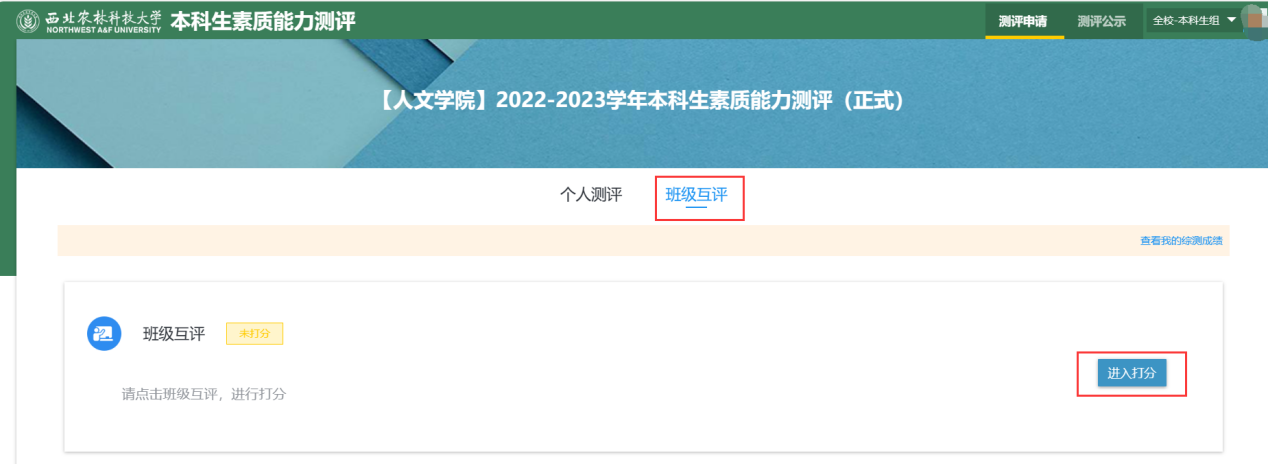 西北农林科技大学 本科生素质能力测评 测评申请 测评公示 全校-本科生组
NORTHWEST A&F UNIVERSITY
【人文学院】2022-2023学年本科生素质能力测评（正式）
个人测评 班级互评
查看我的综测成绩
班级互评 未打分
进入打分
请点击班级互评，进行打分